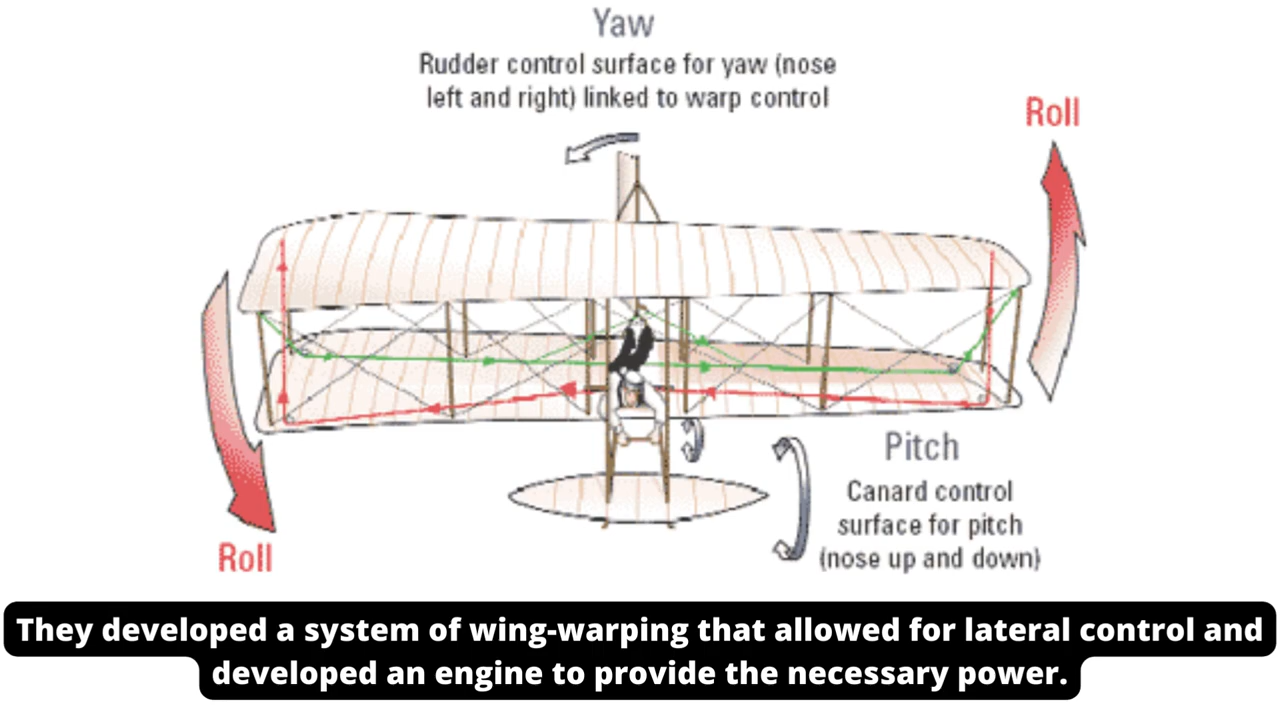 Yaw
Rudder control surface for yaw (nose
left and right) linked to warp control
Roll
Pitch
Canard control
surface for pitch
(nose up and down)
Roll
They developed a system of wing-warping that allowed for lateral control and
developed an engine to provide the necessary power.